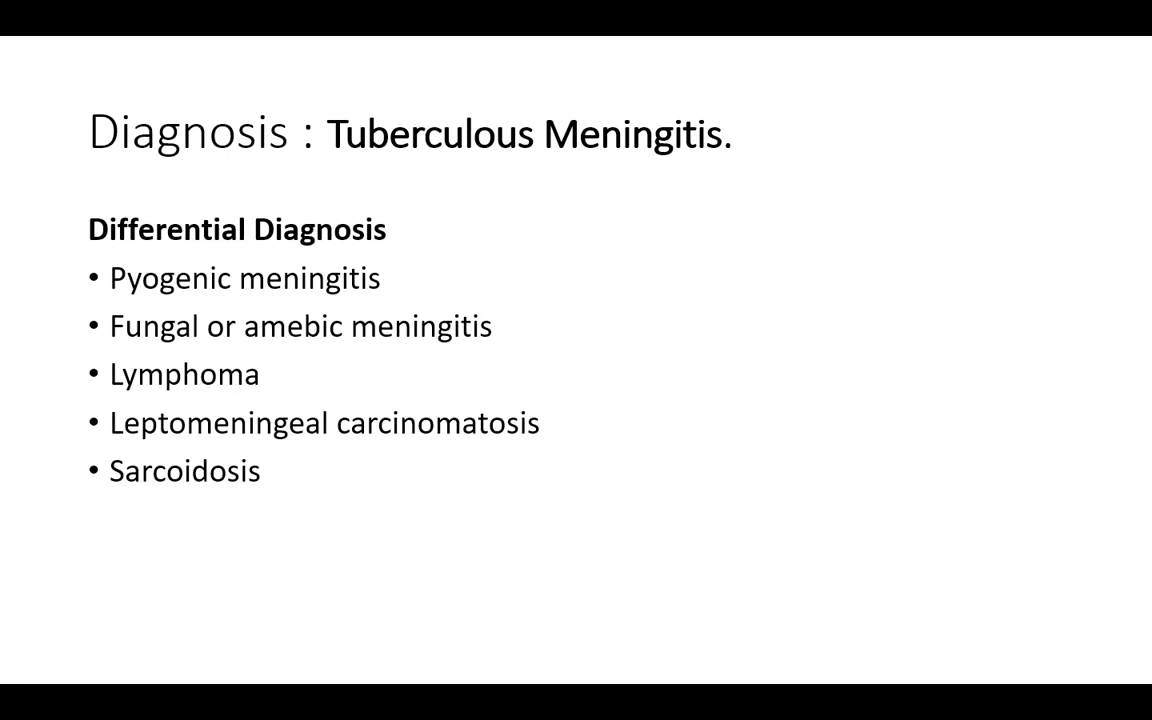 Diagnosis : Tuberculous Meningitis.
Differential Diagnosis
• Pyogenic meningitis
• Fungal or amebic meningitis
• Lymphoma
• Leptomeningeal carcinomatosis
• Sarcoidosis